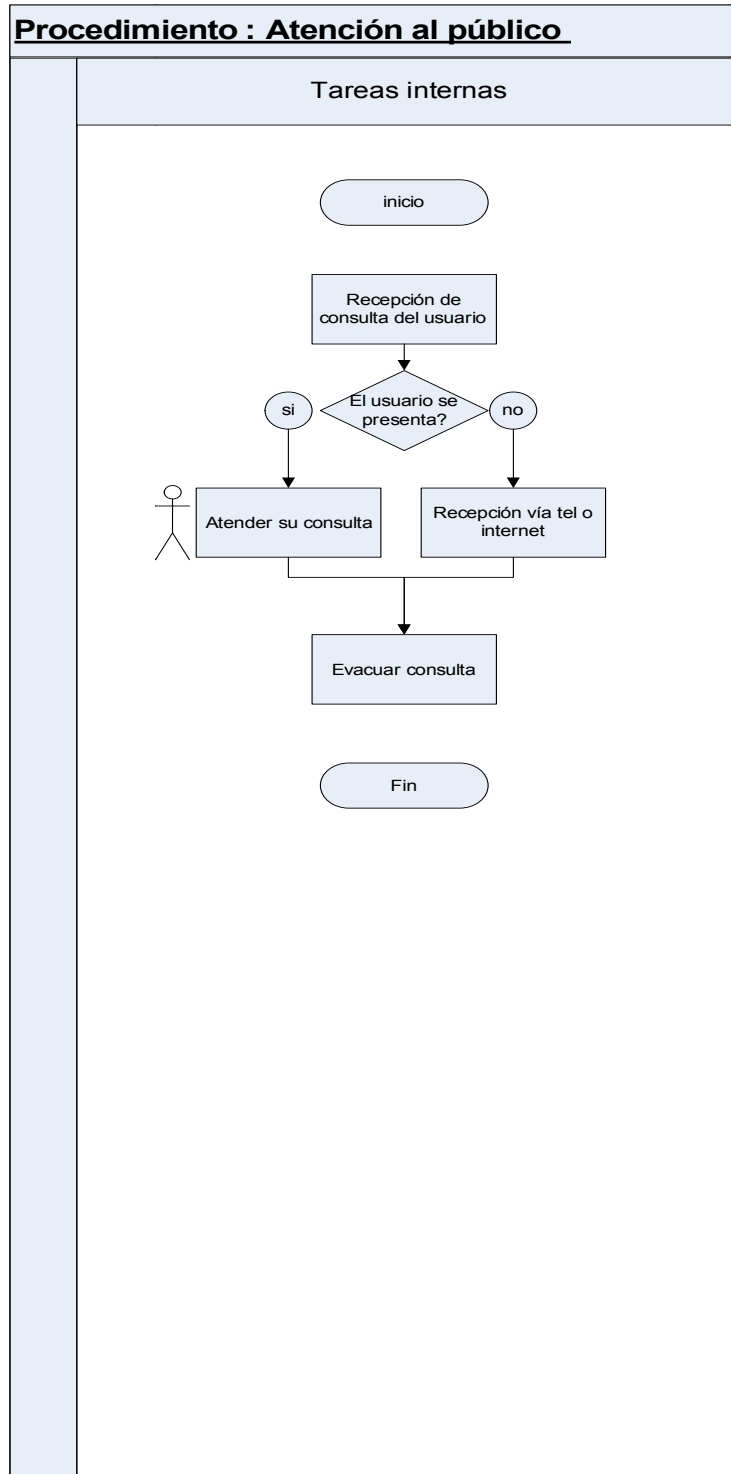 Procedimiento : Atención al público
Tareas internas
inicio
Recepción de
consulta del usuario
El usuario se
presenta?
si
no
Atender su consulta
Recepción vía tel o
internet
Evacuar consulta
Fin